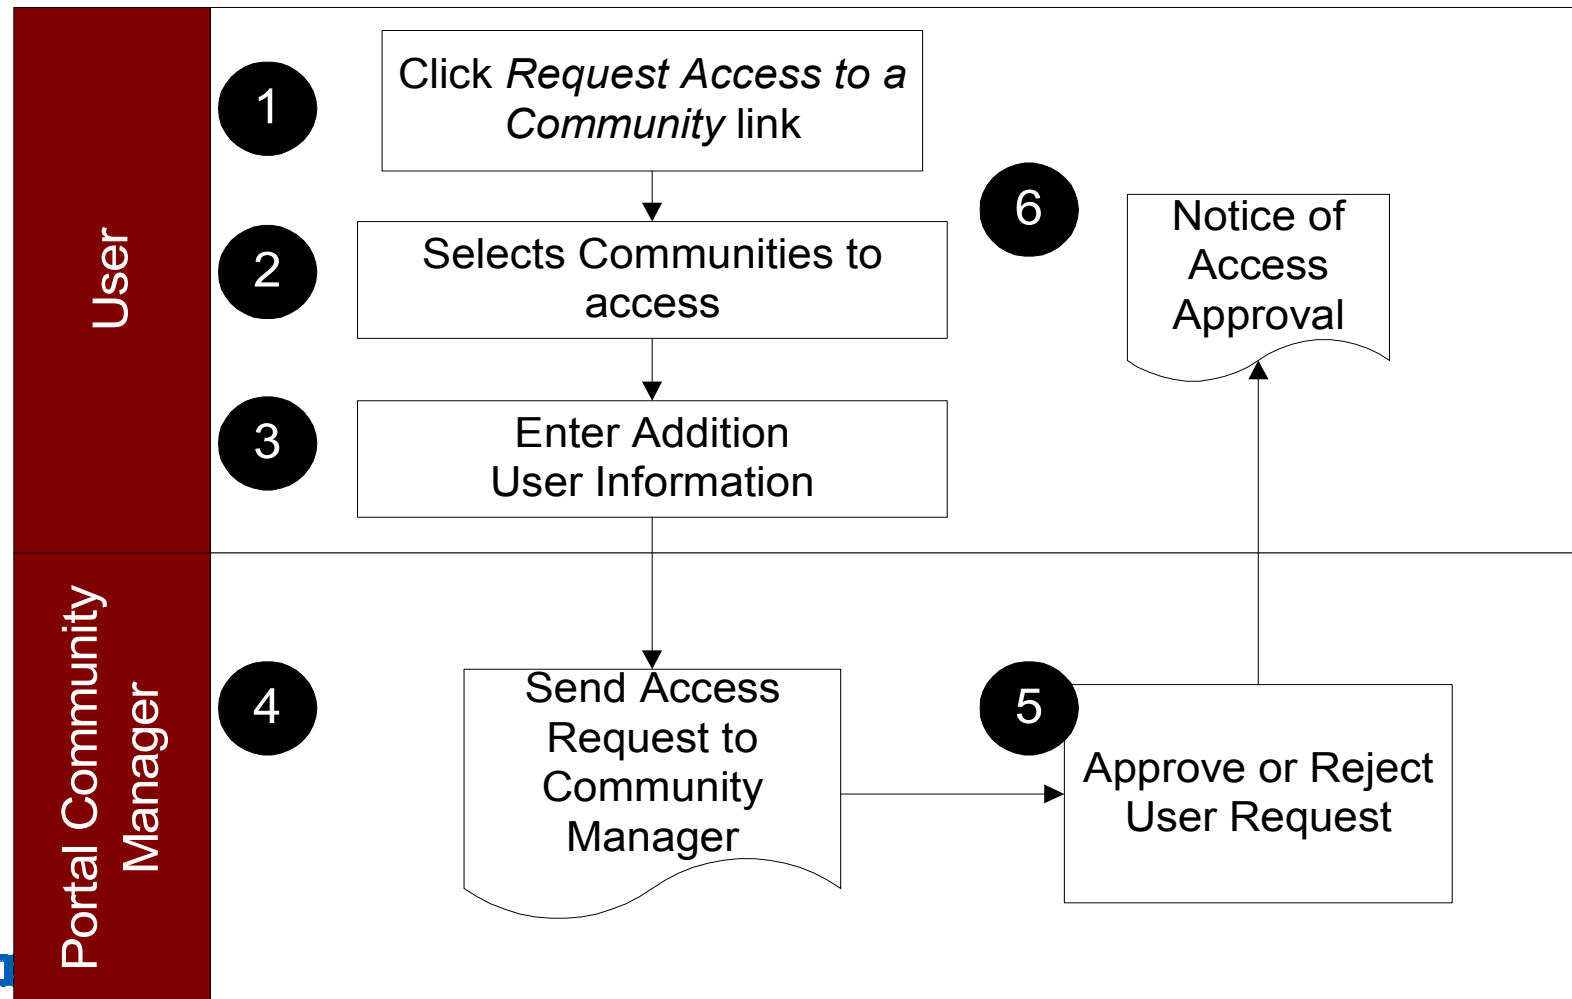 User
1
Click Request Access to a
Community link
2
Selects Communities to
access
3
Enter Addition
User Information
6
Notice of
Access
Approval
Portal Community
Manager
4
Send Access
Request to
Community
Manager
5
Approve or Reject
User Request